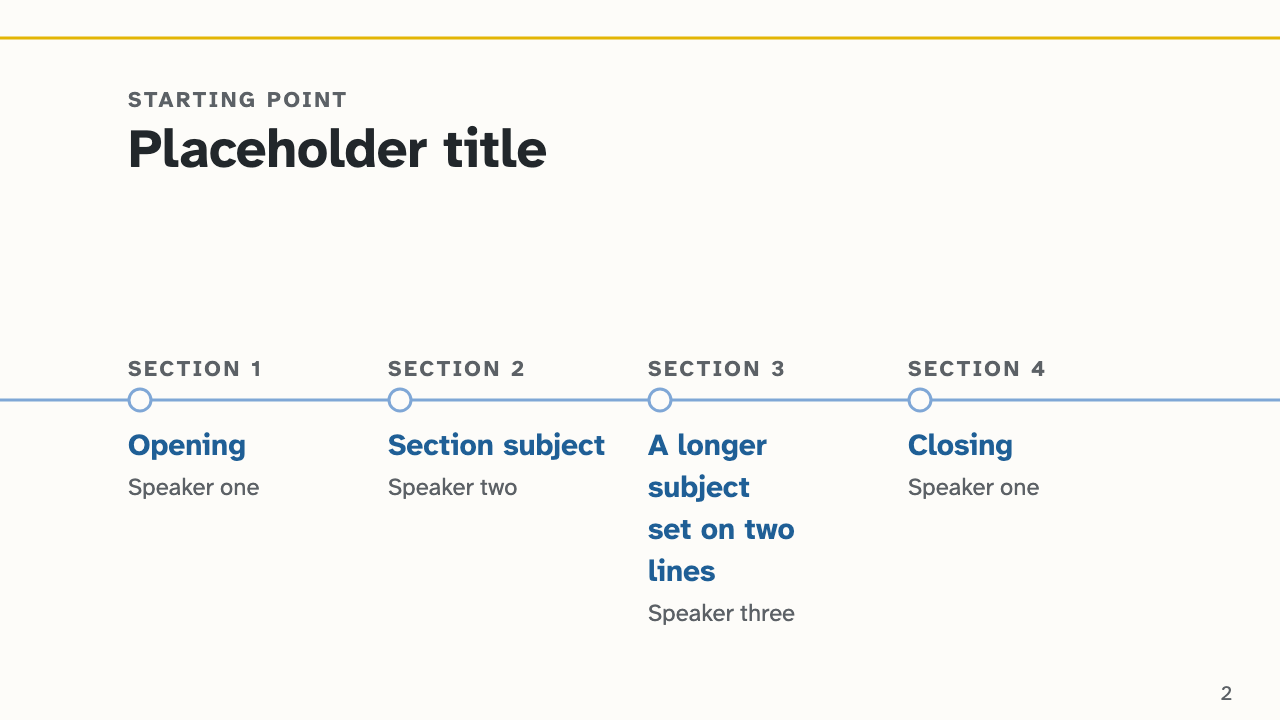 STARTING POINT
Placeholder title
SECTION 1
Opening
Speaker one
SECTION 2
Section subject
Speaker two
SECTION 3
A longer
subject
set on two
lines
Speaker three
SECTION 4
Closing
Speaker one
2